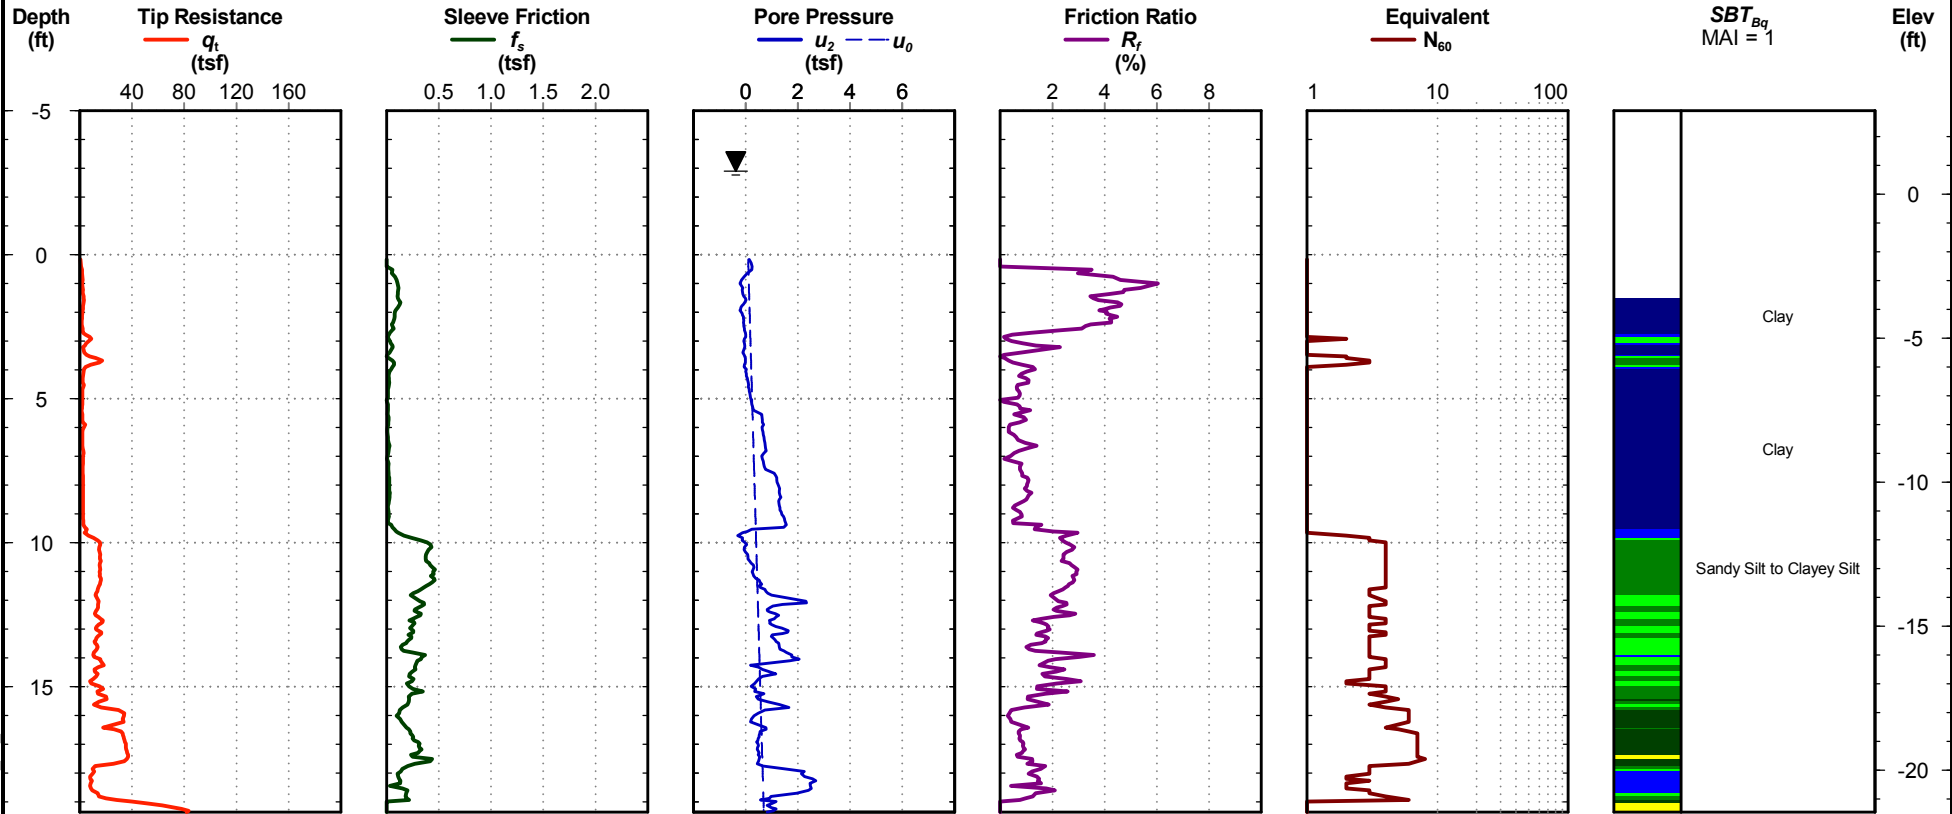 Depth
(ft)
Tip Resistance
qt
(tsf)
Sleeve Friction
fs
(tsf)
Pore Pressure
u2 u0
(tsf)
Friction Ratio
Rf
(%)
Equivalent
N60
SBTBq
MAI = 1
Elev
(ft)
40 80 120 160
0.5 1.0 1.5 2.0
0 2 4 6
2 4 6 8
1 10 100
-5
0
5
10
15
Clay
Clay
Sandy Silt to Clayey Silt
0
-5
-10
-15
-20